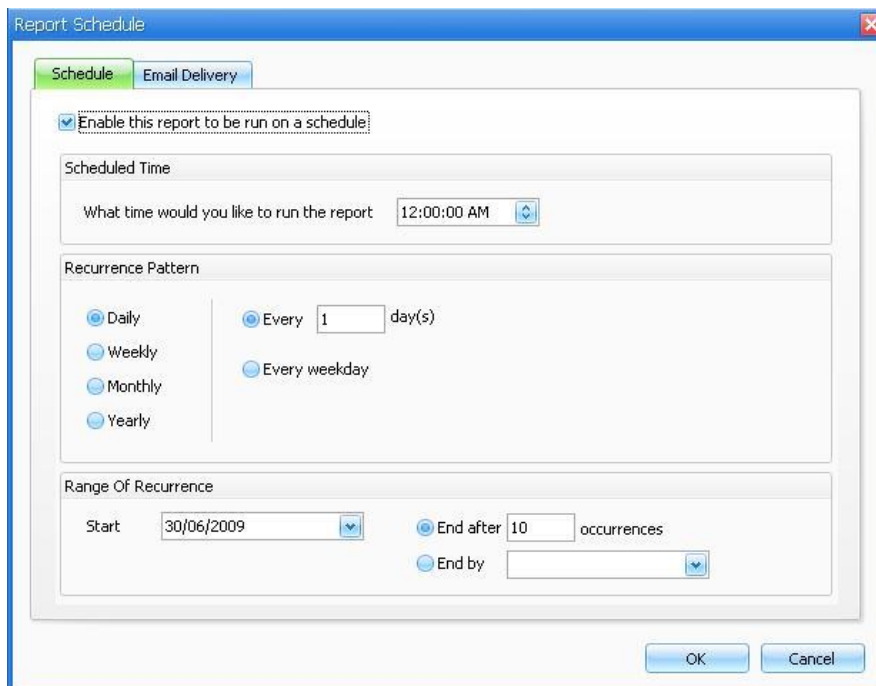 Report Schedule
Schedule
Email Delivery
Enable this report to be run on a schedule
Scheduled Time
What time would you like to run the report 12:00:00 AM
Recurrence Pattern
Daily
Every 1 day(s)
Weekly
Every weekday
Monthly
Yearly
Range Of Recurrence
Start 30/06/2009
End after 10 occurrences
End by
OK
Cancel